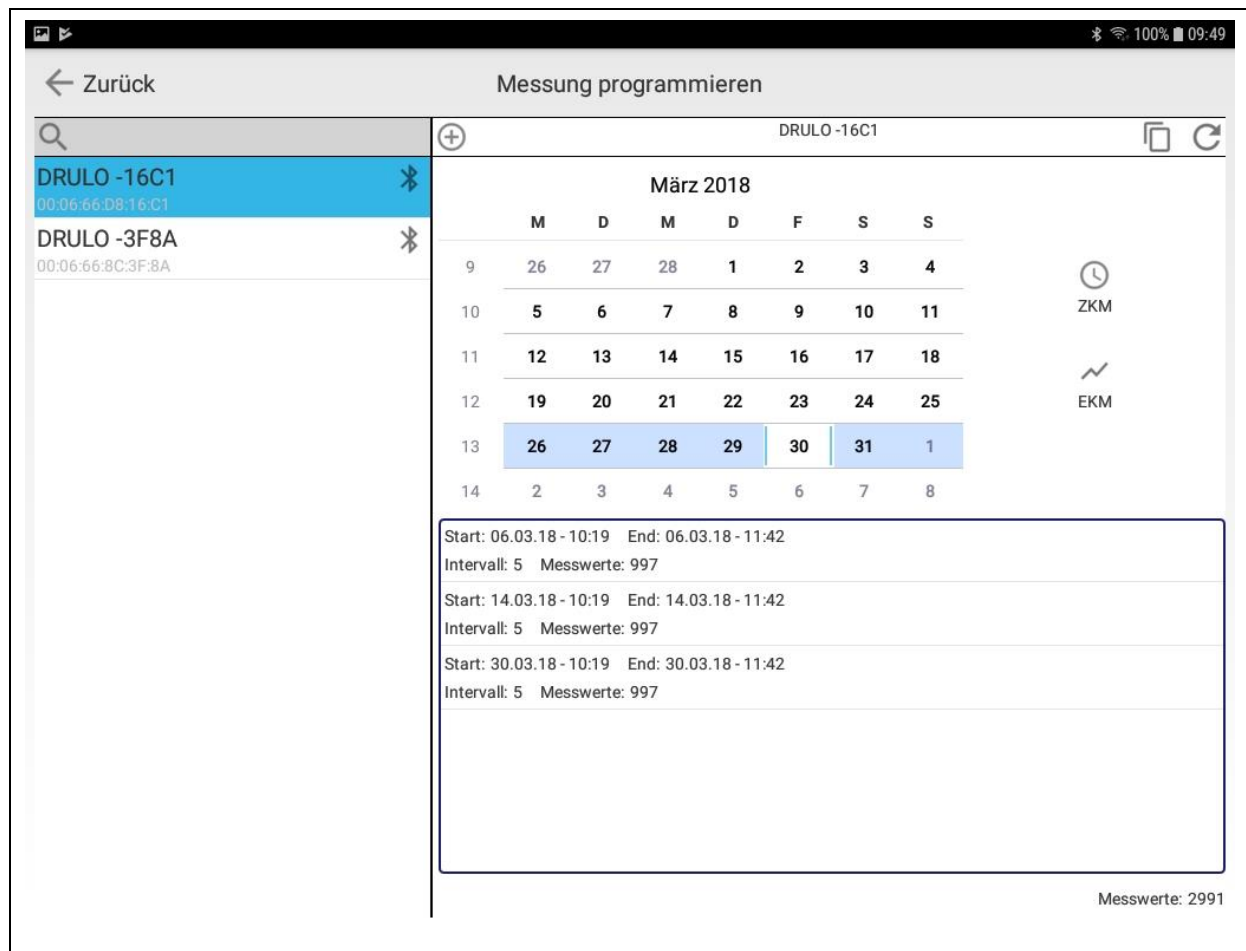 100% 09:49
Zurück
Messung programmieren
DRULO -16C1
00:06:66:D8:16:C1
DRULO -3F8A
00:06:66:8C:3F:8A
DRULO -16C1
März 2018
M D M D F S S
9 26 27 28 1 2 3 4
10 5 6 7 8 9 10 11
11 12 13 14 15 16 17 18
12 19 20 21 22 23 24 25
13 26 27 28 29 30 31 1
14 2 3 4 5 6 7 8
ZKM
EKM
Start: 06.03.18 - 10:19 End: 06.03.18 - 11:42
Intervall: 5 Messwerte: 997
Start: 14.03.18 - 10:19 End: 14.03.18 - 11:42
Intervall: 5 Messwerte: 997
Start: 30.03.18 - 10:19 End: 30.03.18 - 11:42
Intervall: 5 Messwerte: 997
Messwerte: 2991